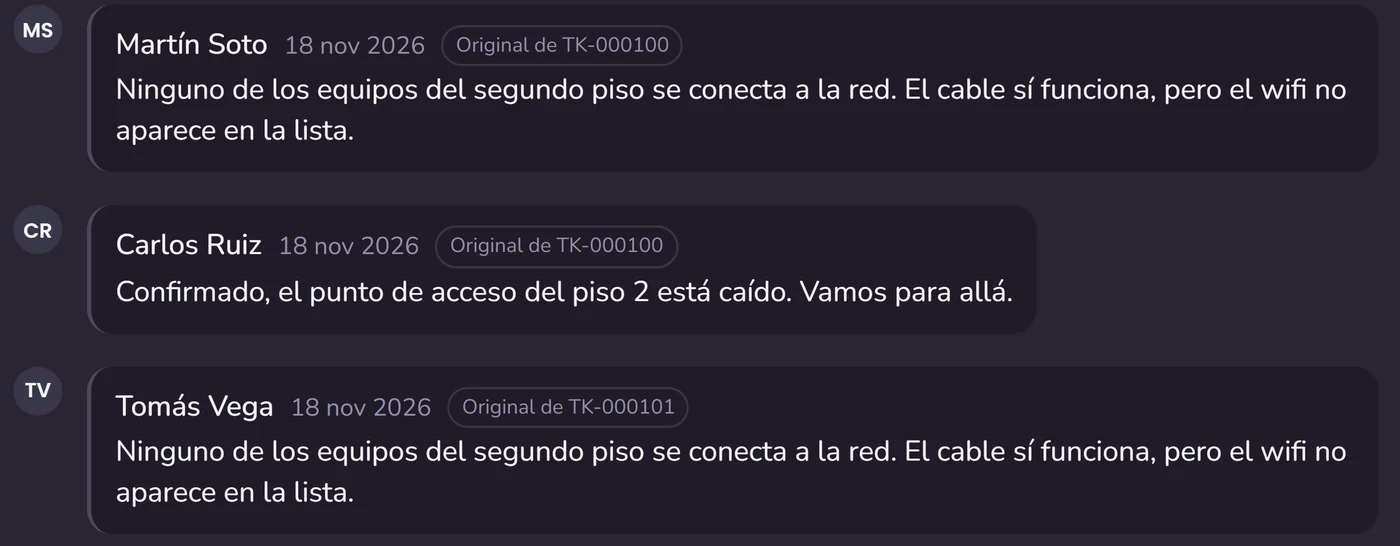 MS
Martín Soto 18 nov 2026 Original de TK-000100
Ninguno de los equipos del segundo piso se conecta a la red. El cable sí funciona, pero el wifi no
aparece en la lista.
CR
Carlos Ruiz 18 nov 2026 Original de TK-000100
Confirmado, el punto de acceso del piso 2 está caído. Vamos para allá.
TV
Tomás Vega 18 nov 2026 Original de TK-000101
Ninguno de los equipos del segundo piso se conecta a la red. El cable sí funciona, pero el wifi no
aparece en la lista.